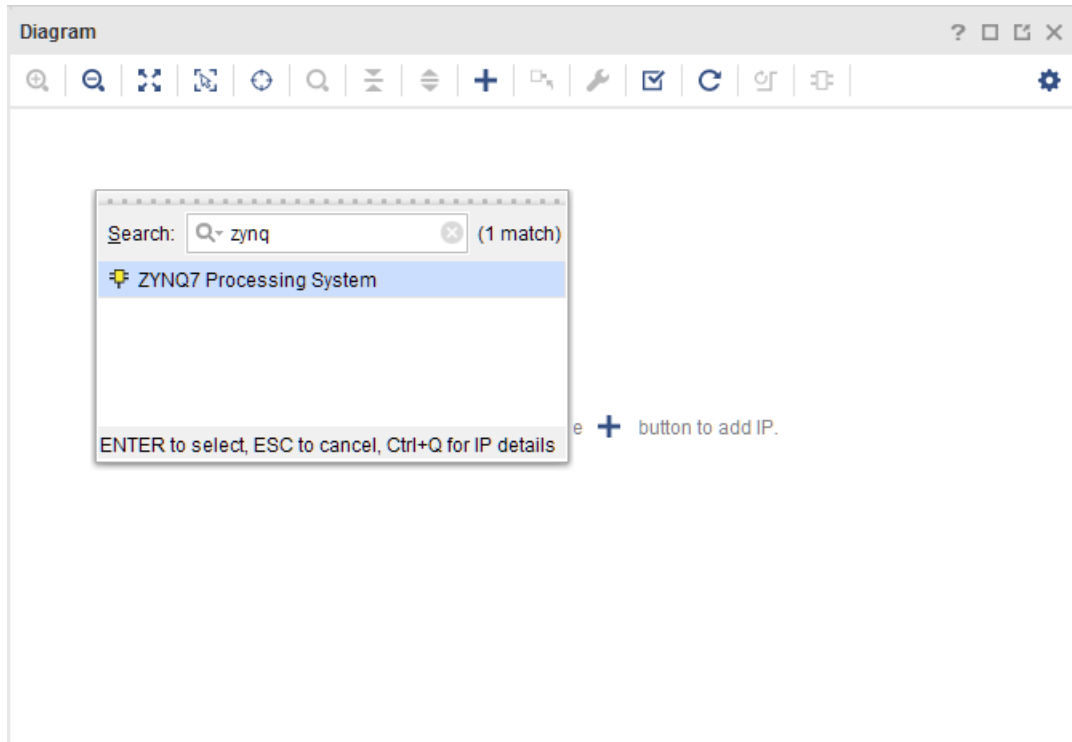 Diagram
Search: zynq (1 match)
ZYNQ7 Processing System
ENTER to select, ESC to cancel, Ctrl+Q for IP details
e button to add IP.